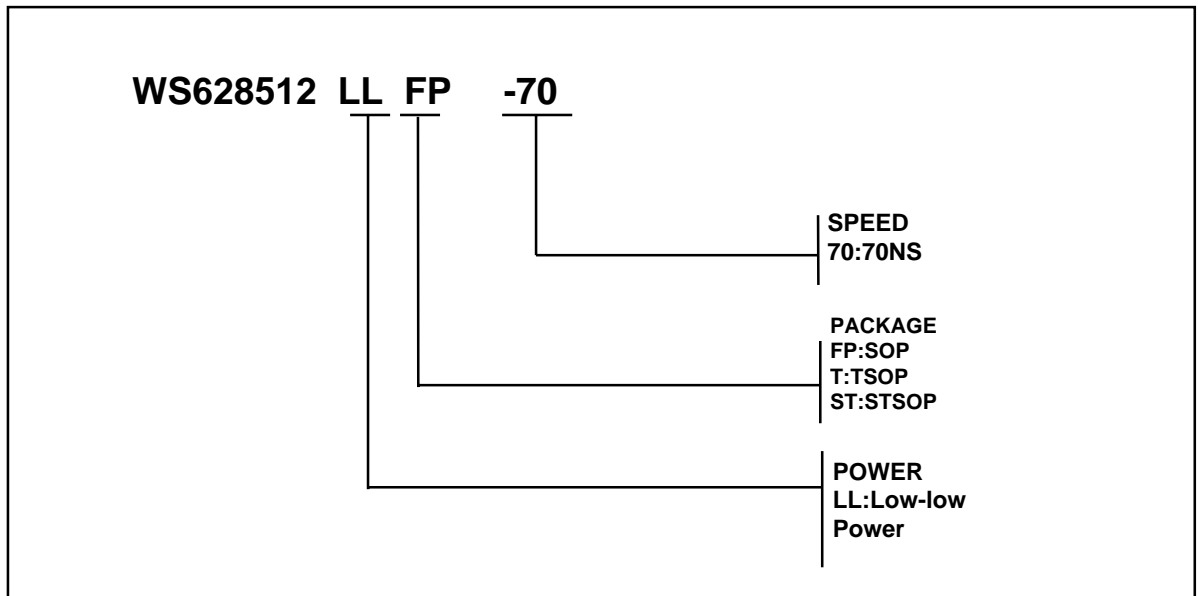 WS628512 LL FP -70
SPEED
70:70NS
PACKAGE
FP:SOP
T:TSOP
ST:STSOP
POWER
LL:Low-low
Power